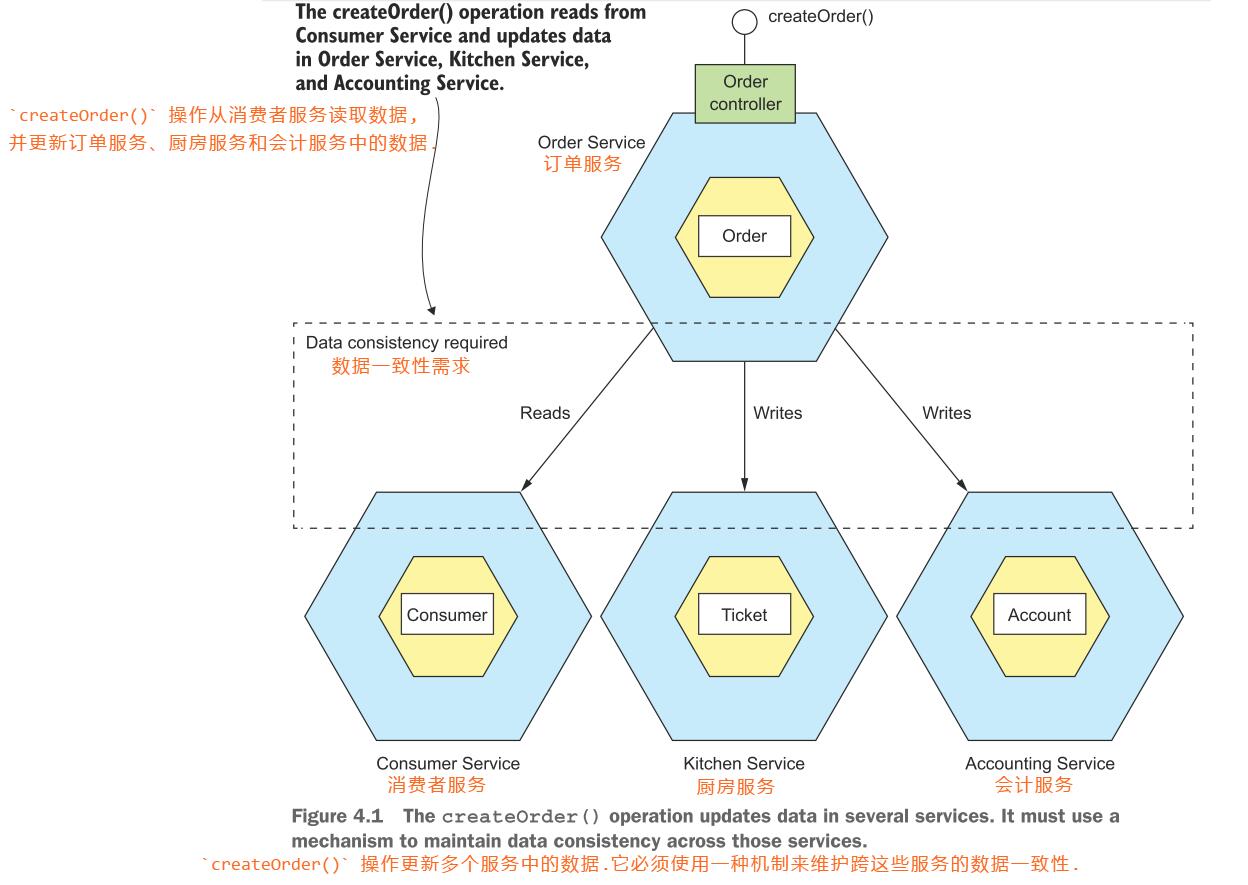 The createOrder() operation reads from
Consumer Service and updates data
in Order Service, Kitchen Service,
and Accounting Service.
`createOrder()` 操作从消费者服务读取数据,
并更新订单服务、厨房服务和会计服务中的数据.
createOrder()
Order
controller
Order Service
订单服务
Order
Data consistency required
数据一致性需求
Reads
Writes
Writes
Consumer
Ticket
Account
Consumer Service
消费者服务
Kitchen Service
厨房服务
Accounting Service
会计服务
Figure 4.1 The createOrder() operation updates data in several services. It must use a
mechanism to maintain data consistency across those services.
`createOrder()` 操作更新多个服务中的数据.它必须使用一种机制来维护跨这些服务的数据一致性.